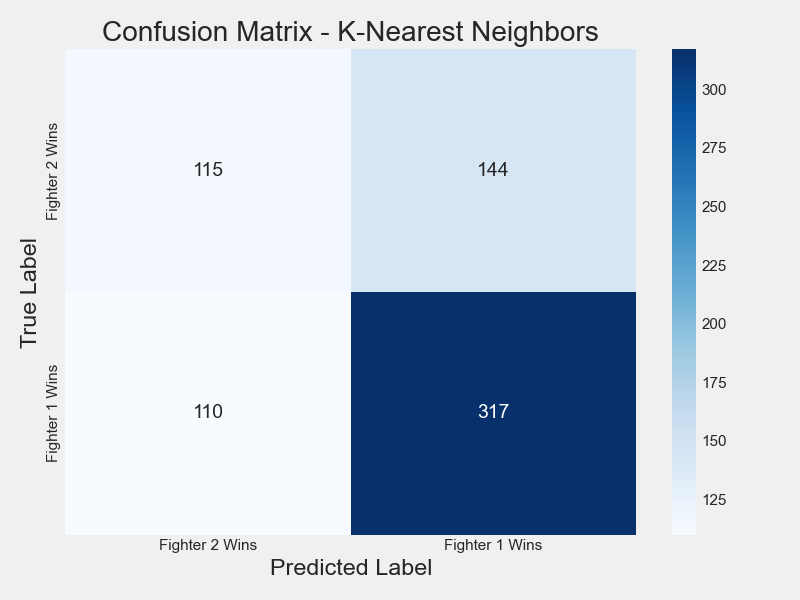 Confusion Matrix - K-Nearest Neighbors
True Label
Fighter 2 Wins
115
144
Fighter 1 Wins
110
317
Fighter 2 Wins
Fighter 1 Wins
Predicted Label
300
275
250
225
200
175
150
125